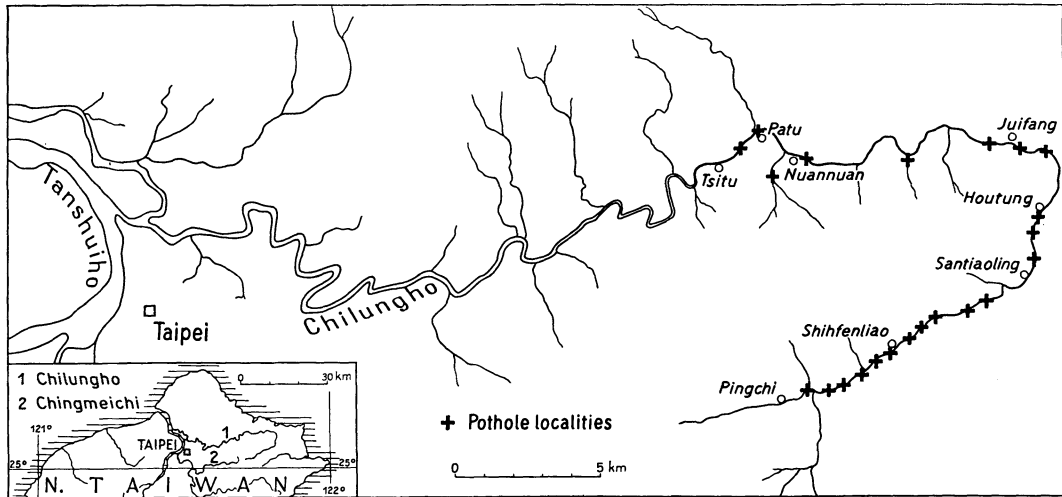 Patu
Juifang
Tsitu
Nuannuan
Houtung
Tanshuiho
Santiaoling
Chilungho
Taipei
Shihfenliao
Pingchi
1 Chilungho
0 30 km
2 Chingmeichi
+ Pothole localities
121°
1
TAIPEI
2
25° 25°
0 5 km
N. TAIWAN
122°